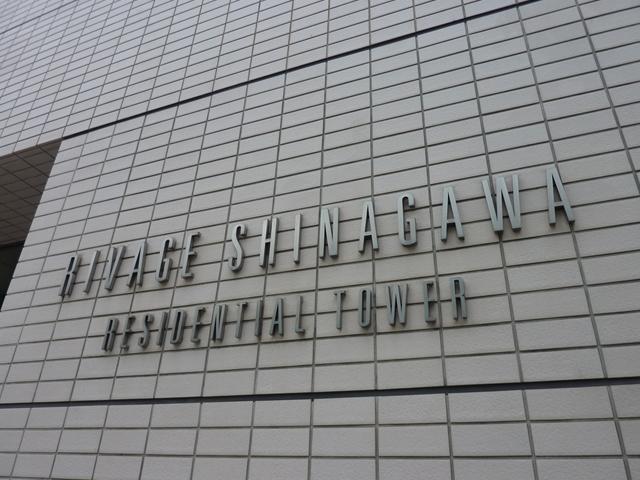 RIVAGE SHINAGAWA
RESIDENTIAL TOWER